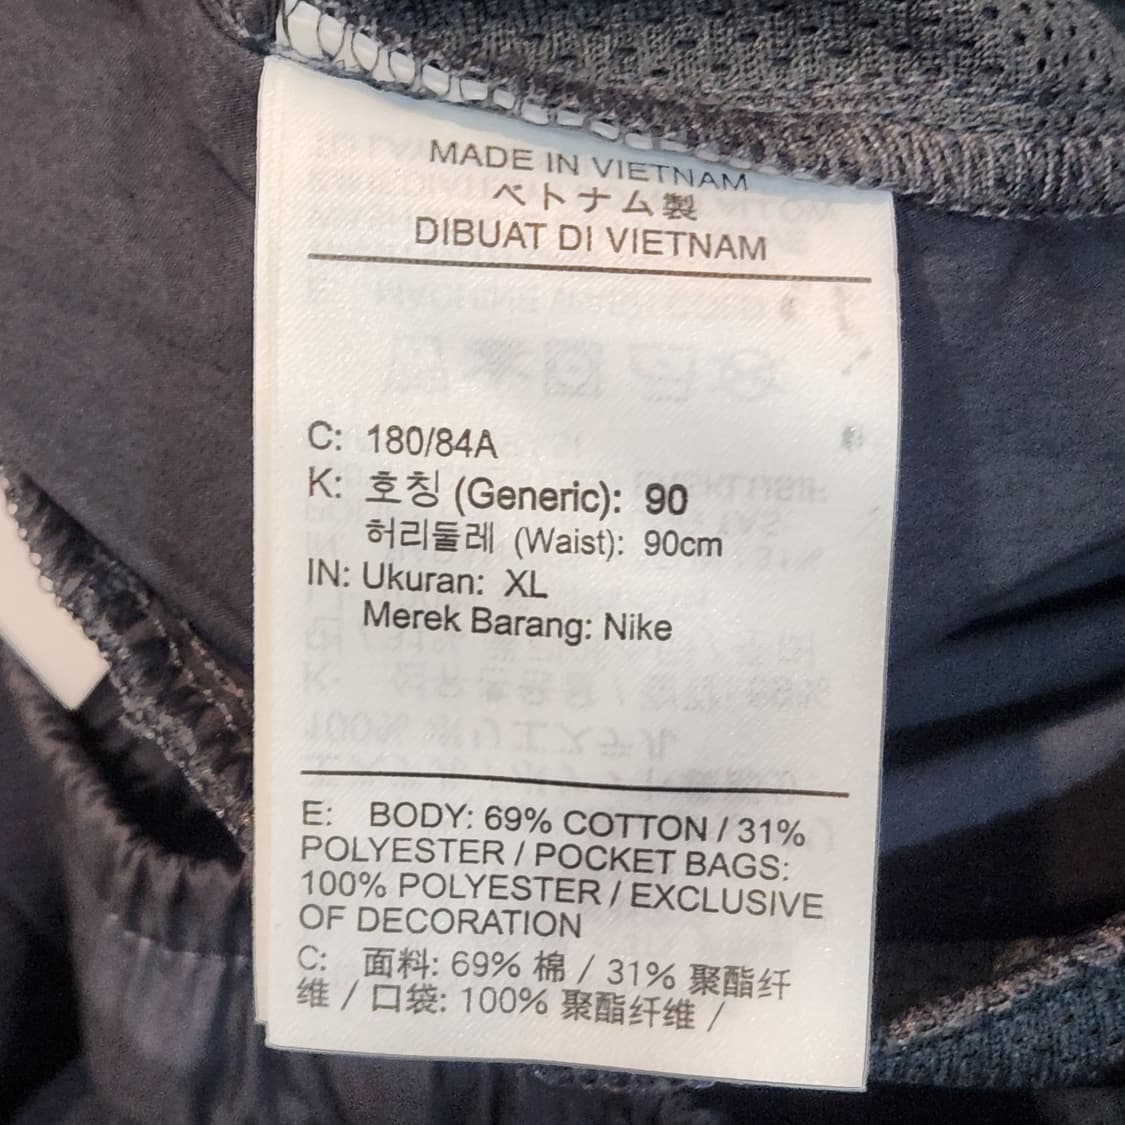 MADE IN VIETNAM
ベトナム製
DIBUAT DI VIETNAM
C: 180/84A
K: 호칭 (Generic): 90
허리둘레 (Waist): 90cm
IN: Ukuran: XL
Merek Barang: Nike
E: BODY: 69% COTTON / 31%
POLYESTER / POCKET BAGS:
100% POLYESTER / EXCLUSIVE
OF DECORATION
C: 面料: 69% 棉 / 31% 聚酯纤
维 / 口袋: 100% 聚酯纤维 /